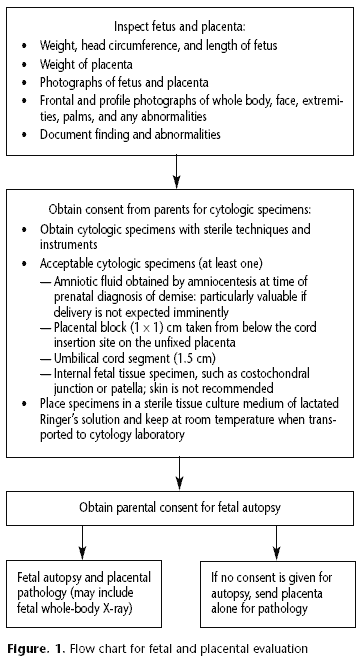 Inspect fetus and placenta:
• Weight, head circumference, and length of fetus
• Weight of placenta
• Photographs of fetus and placenta
• Frontal and profile photographs of whole body, face, extremi-
ties, palms, and any abnormalities
• Document finding and abnormalities
Obtain consent from parents for cytologic specimens:
• Obtain cytologic specimens with sterile techniques and
instruments
• Acceptable cytologic specimens (at least one)
— Amniotic fluid obtained by amniocentesis at time of
prenatal diagnosis of demise: particularly valuable if
delivery is not expected imminently
— Placental block (1 × 1) cm taken from below the cord
insertion site on the unfixed placenta
— Umbilical cord segment (1.5 cm)
— Internal fetal tissue specimen, such as costochondral
junction or patella; skin is not recommended
• Place specimens in a sterile tissue culture medium of lactated
Ringer's solution and keep at room temperature when trans-
ported to cytology laboratory
Obtain parental consent for fetal autopsy
Fetal autopsy and placental
pathology (may include
fetal whole-body X-ray)
If no consent is given for
autopsy, send placenta
alone for pathology
Figure. 1. Flow chart for fetal and placental evaluation